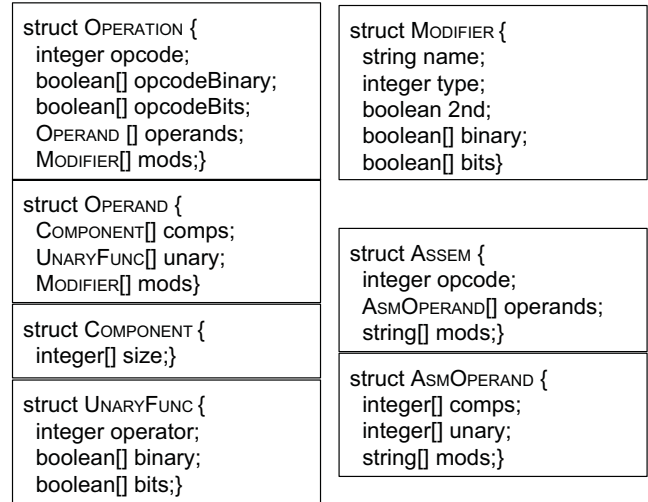 struct OPERATION {
integer opcode;
boolean[] opcodeBinary;
boolean[] opcodeBits;
OPERAND [] operands;
MODIFIER[] mods;}
struct OPERAND {
COMPONENT[] comps;
UNARYFUNC[] unary;
MODIFIER[] mods}
struct COMPONENT {
integer[] size;}
struct UNARYFUNC {
integer operator;
boolean[] binary;
boolean[] bits;}
struct MODIFIER {
string name;
integer type;
boolean 2nd;
boolean[] binary;
boolean[] bits}
struct ASSEM {
integer opcode;
ASMOPERAND[] operands;
string[] mods;}
struct ASMOPERAND {
integer[] comps;
integer[] unary;
string[] mods;}